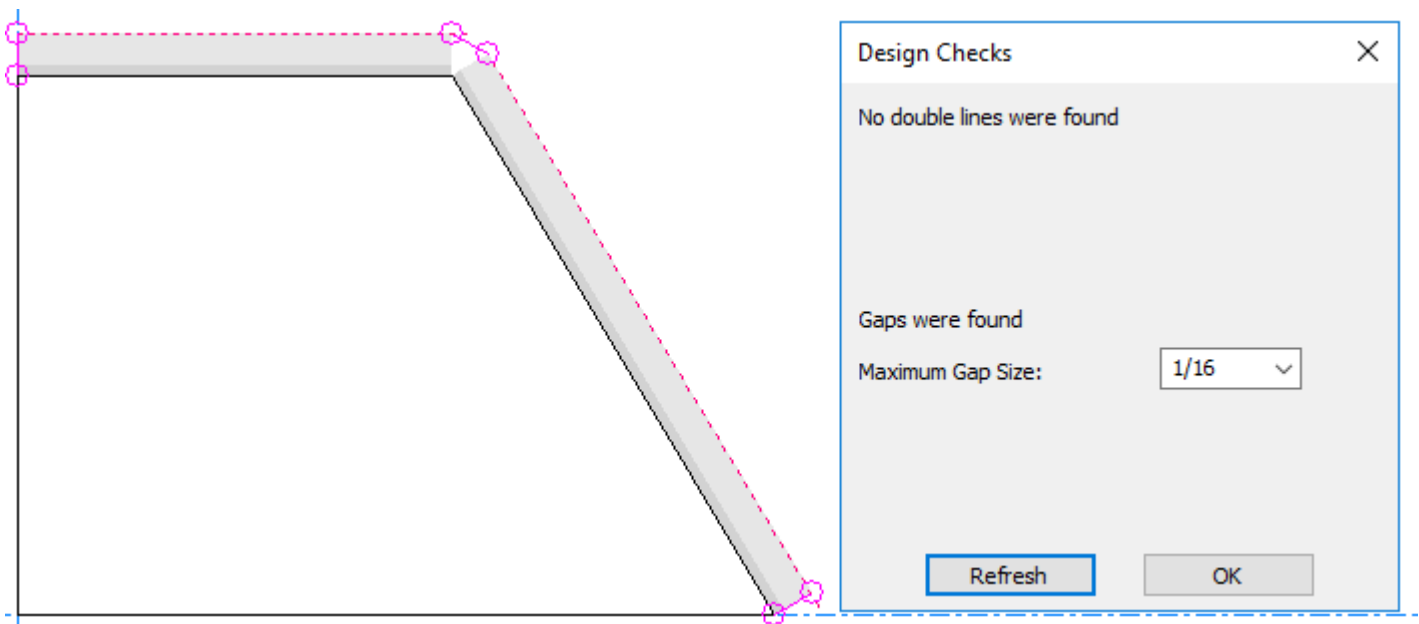 Design Checks
No double lines were found
Gaps were found
Maximum Gap Size: 1/16
Refresh OK